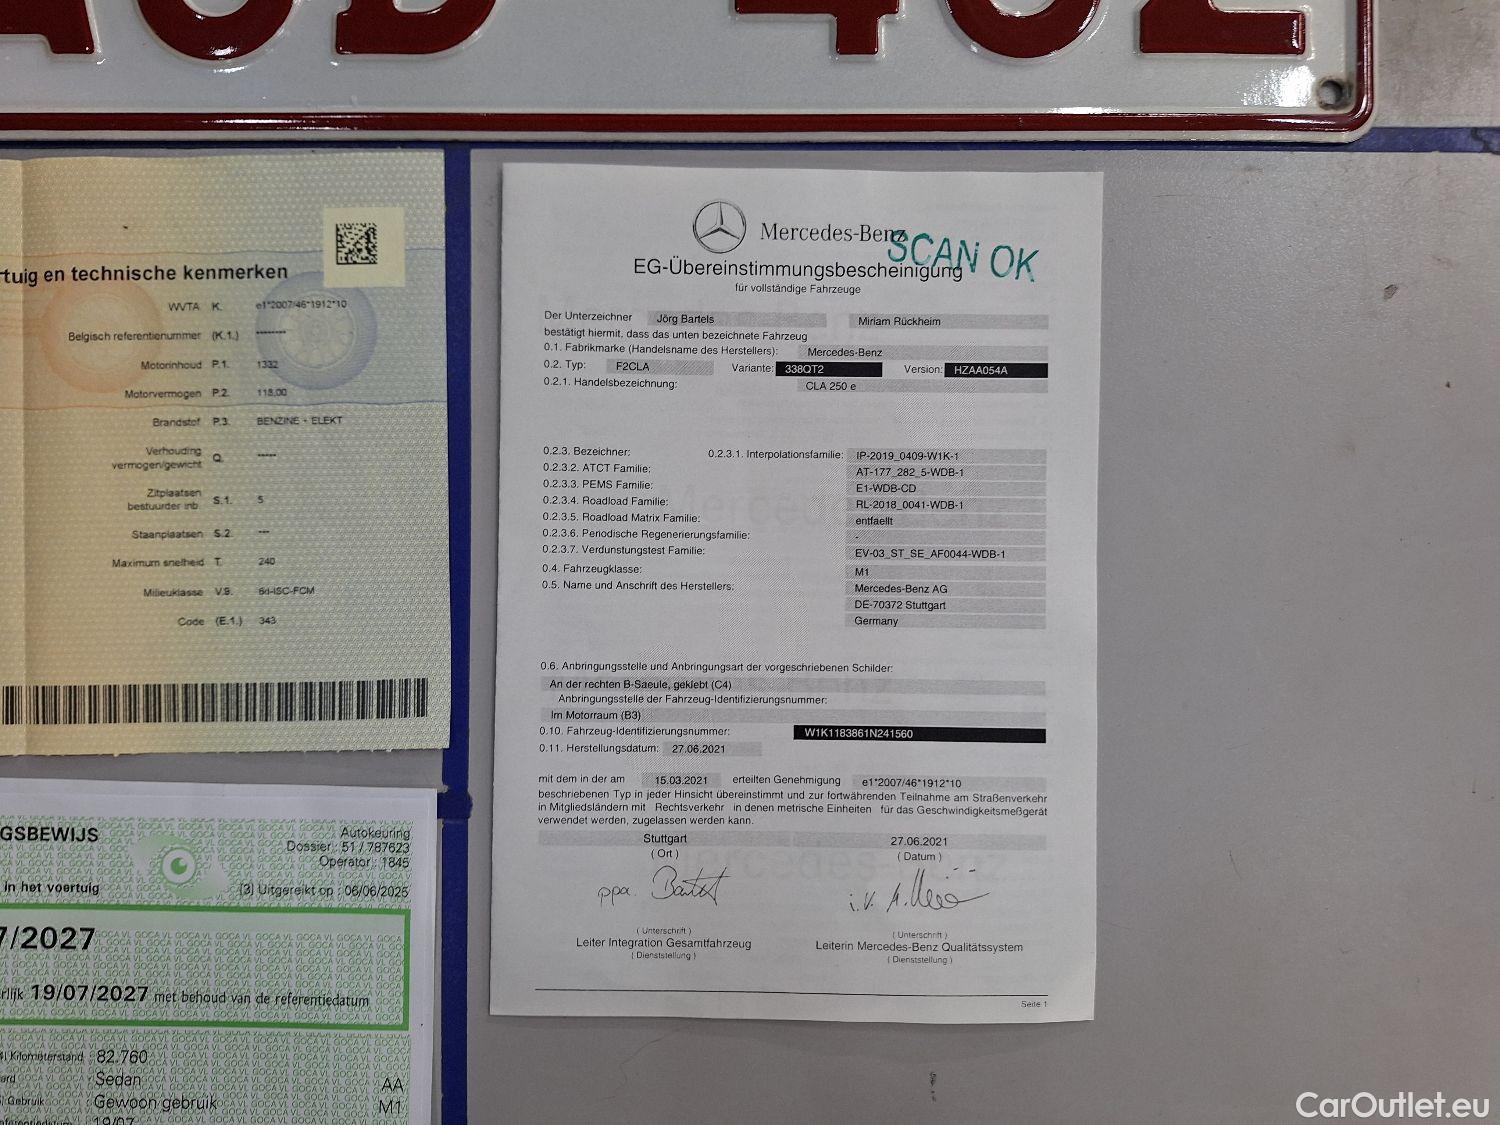 rtuig en technische kenmerken
WVTA K. e1*2007/46*1912*10
Belgisch referentienummer (K.1.) *******
Motorinhoud P.1. 1332
Motorvermogen P.2. 118,00
Brandstof P.3. BENZINE + ELEKT
Verhouding
vermogen/gewicht Q. -----
Zitplaatsen
bestuurder inb. S.1. 5
Staanplaatsen S.2. ---
Maximum snelheid T. 240
Milieuklasse V.9. 6d-ISC-FCM
Code (E.1.) 343
GSBEWIJS
Autokeuring
Dossier: 51 / 787623
Operator: 1845
in het voertuig
(3) Uitgereikt op : 06/06/2025
7/2027
rlijk 19/07/2027 met behoud van de referentiedatum
Kilometerstand : 82.760
Sedan
AA
Gebruik : Gewoon gebruik
M1
19/07
Mercedes-Benz
SCAN OK
EG-Übereinstimmungsbescheinigung
für vollständige Fahrzeuge
Der Unterzeichner Jörg Bartels Miriam Rückheim
bestätigt hiermit, dass das unten bezeichnete Fahrzeug
0.1. Fabrikmarke (Handelsname des Herstellers): Mercedes-Benz
0.2. Typ: F2CLA Variante: 338QT2 Version: HZAA054A
0.2.1. Handelsbezeichnung: CLA 250 e
0.2.3. Bezeichner: 0.2.3.1. Interpolationsfamilie: IP-2019_0409-W1K-1
0.2.3.2. ATCT Familie: AT-177_282_5-WDB-1
0.2.3.3. PEMS Familie: E1-WDB-CD
0.2.3.4. Roadload Familie: RL-2018_0041-WDB-1
0.2.3.5. Roadload Matrix Familie: entfaellt
0.2.3.6. Periodische Regenerierungsfamilie: -
0.2.3.7. Verdunstungstest Familie: EV-03_ST_SE_AF0044-WDB-1
0.4. Fahrzeugklasse: M1
0.5. Name und Anschrift des Herstellers: Mercedes-Benz AG
DE-70372 Stuttgart
Germany
0.6. Anbringungsstelle und Anbringungsart der vorgeschriebenen Schilder:
An der rechten B-Saeule, geklebt (C4)
Anbringungsstelle der Fahrzeug-Identifizierungsnummer:
Im Motorraum (B3)
0.10. Fahrzeug-Identifizierungsnummer: W1K1183861N241560
0.11. Herstellungsdatum: 27.06.2021
mit dem in der am 15.03.2021 erteilten Genehmigung e1*2007/46*1912*10
beschriebenen Typ in jeder Hinsicht übereinstimmt und zur fortwährenden Teilnahme am Straßenverkehr
in Mitgliedsländern mit Rechtsverkehr in denen metrische Einheiten für das Geschwindigkeitsmeßgerät
verwendet werden, zugelassen werden kann.
Stuttgart 27.06.2021
( Ort ) ( Datum )
ppa. i.V.
( Unterschrift ) ( Unterschrift )
Leiter Integration Gesamtfahrzeug Leiterin Mercedes-Benz Qualitätssystem
( Dienststellung ) ( Dienststellung )
Seite 1
CarOutlet.eu